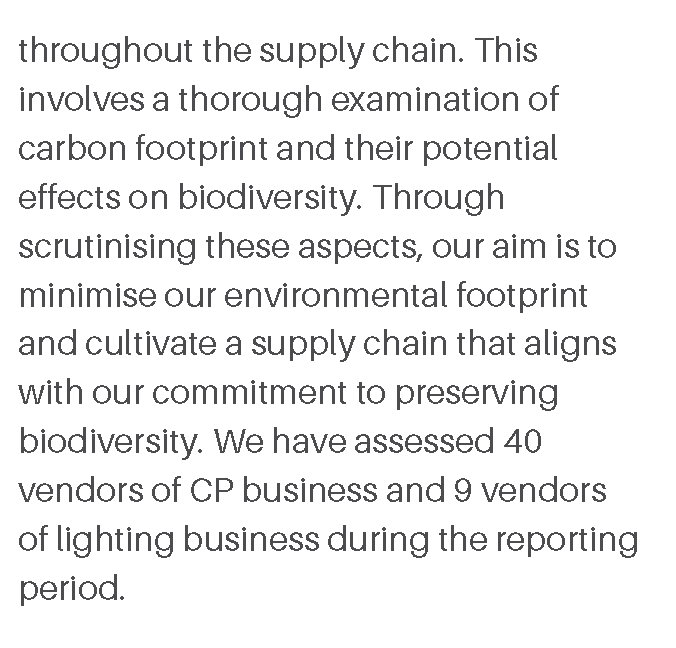 throughout the supply chain. This
involves a thorough examination of
carbon footprint and their potential
effects on biodiversity. Through
scrutinising these aspects, our aim is to
minimise our environmental footprint
and cultivate a supply chain that aligns
with our commitment to preserving
biodiversity. We have assessed 40
vendors of CP business and 9 vendors
of lighting business during the reporting
period.